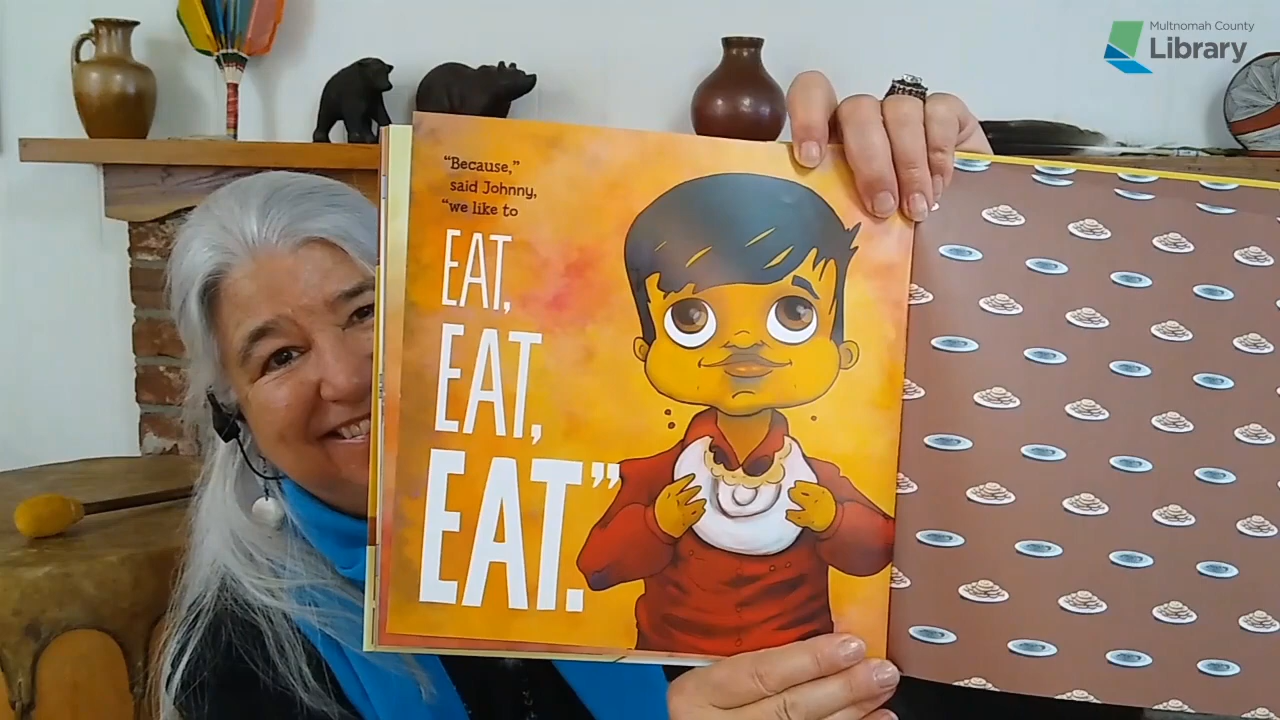 Multnomah County
Library
“Because,”
said Johnny,
“we like to
EAT,
EAT,
EAT.”